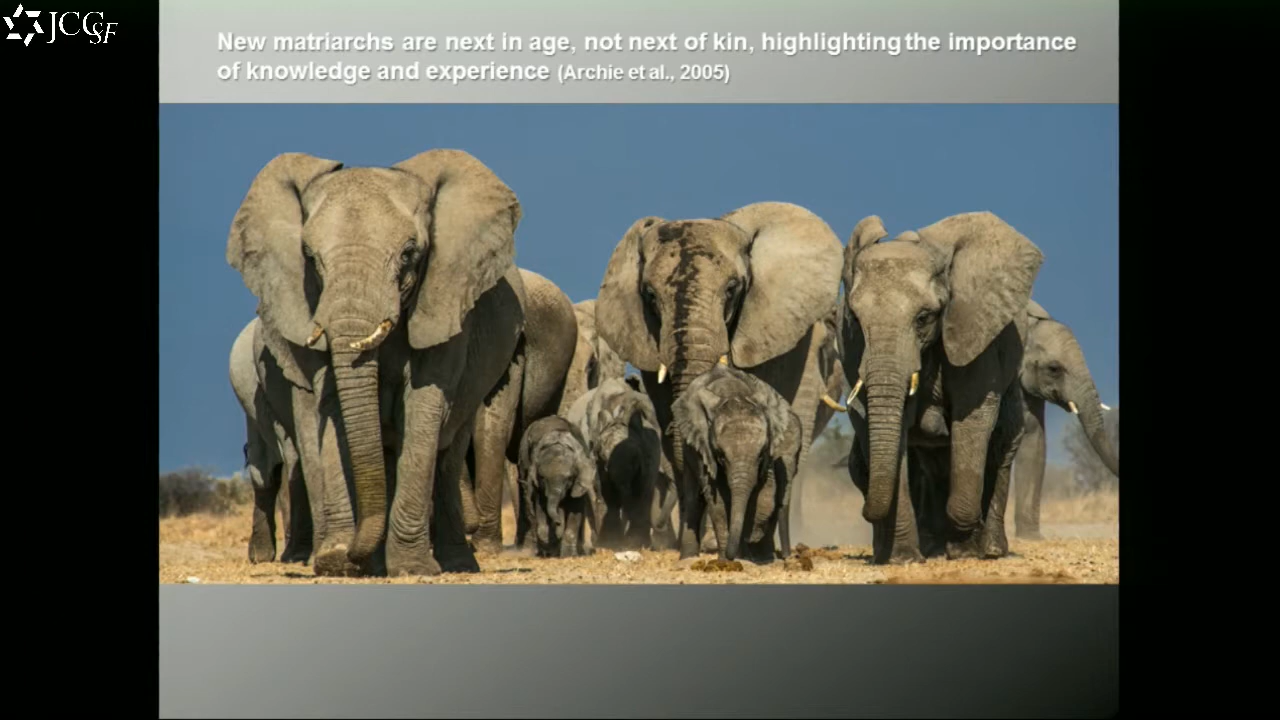 JCCSF
New matriarchs are next in age, not next of kin, highlighting the importance
of knowledge and experience (Archie et al., 2005)